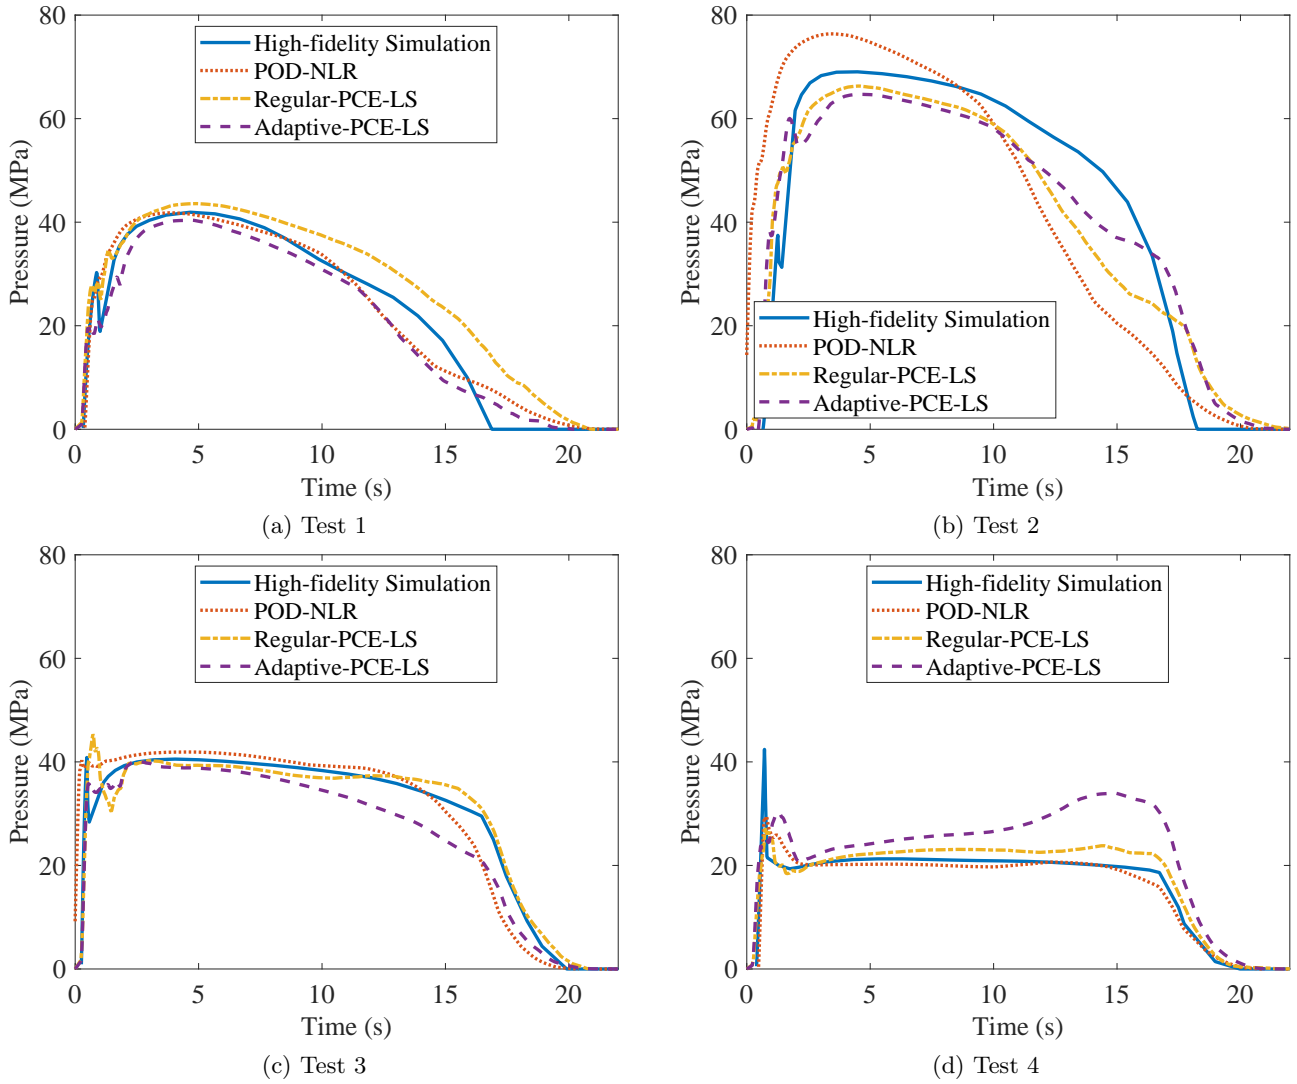 80
60
40
20
0
Pressure (MPa)
High-fidelity Simulation
POD-NLR
Regular-PCE-LS
Adaptive-PCE-LS
0 5 10 15 20
Time (s)
(a) Test 1
80
60
40
20
0
Pressure (MPa)
High-fidelity Simulation
POD-NLR
Regular-PCE-LS
Adaptive-PCE-LS
0 5 10 15 20
Time (s)
(b) Test 2
80
60
40
20
0
Pressure (MPa)
High-fidelity Simulation
POD-NLR
Regular-PCE-LS
Adaptive-PCE-LS
0 5 10 15 20
Time (s)
(c) Test 3
80
60
40
20
0
Pressure (MPa)
High-fidelity Simulation
POD-NLR
Regular-PCE-LS
Adaptive-PCE-LS
0 5 10 15 20
Time (s)
(d) Test 4